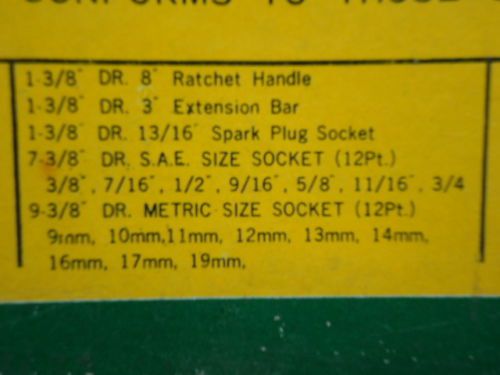 CONFORMS TO THOSE
1-3/8" DR. 8" Ratchet Handle
1-3/8" DR. 3" Extension Bar
1-3/8" DR. 13/16" Spark Plug Socket
7-3/8" DR. S.A.E. SIZE SOCKET (12Pt.)
3/8", 7/16", 1/2", 9/16", 5/8", 11/16", 3/4
9-3/8" DR. METRIC SIZE SOCKET (12Pt.)
9mm, 10mm,11mm, 12mm, 13mm, 14mm,
16mm, 17mm, 19mm,